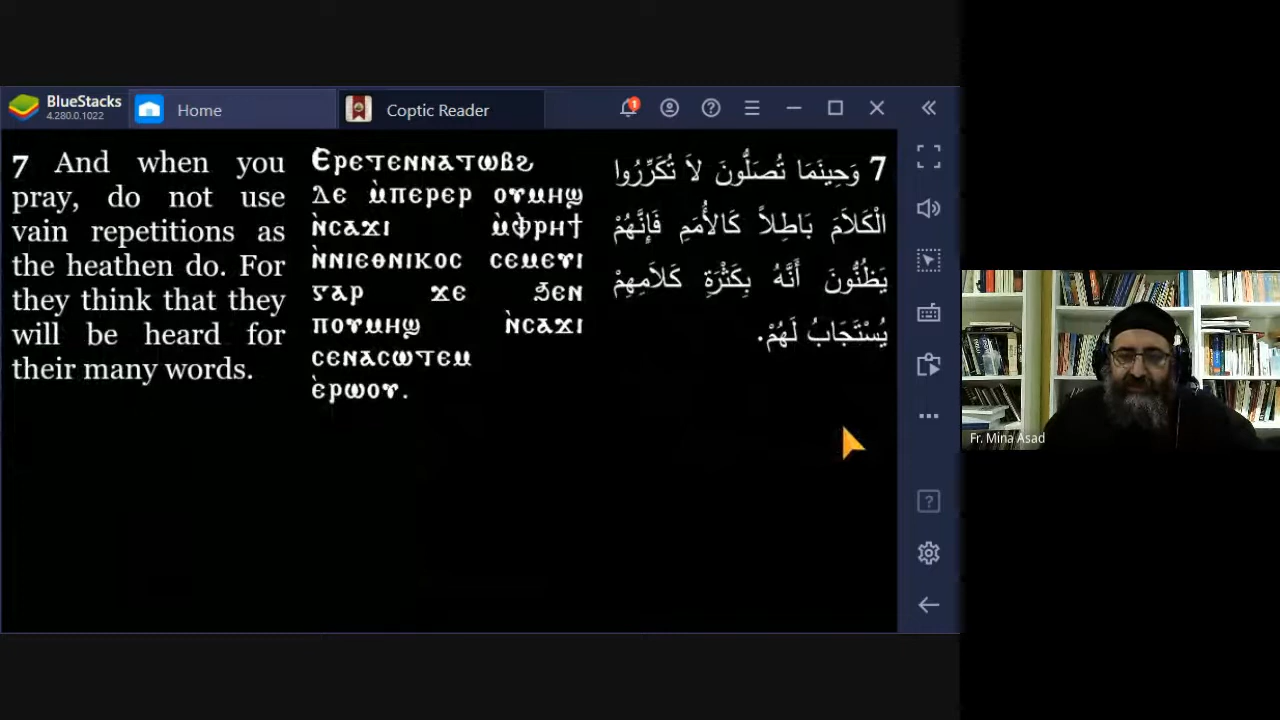 BlueStacks
4.280.0.1022
Home
Coptic Reader
1
7 And when you
pray, do not use
vain repetitions as
the heathen do. For
they think that they
will be heard for
their many words.
Ⲉⲣⲉⲧⲉⲛⲛⲁⲧⲱⲃϩ
ⲇⲉ ⲙ̀ⲡⲉⲣⲉⲣ ⲟⲩⲙⲏϣ
ⲛ̀ⲥⲁϫⲓ ⲙ̀ⲫⲣⲏϯ
ⲛ̀ⲛⲓⲉⲑⲛⲓⲕⲟⲥ ⲥⲉⲙⲉⲩⲓ
ⲅⲁⲣ ϫⲉ ϧⲉⲛ
ⲡⲟⲩⲙⲏϣ ⲛ̀ⲥⲁϫⲓ
ⲥⲉⲛⲁⲥⲱⲧⲉⲙ
ⲉ̀ⲣⲱⲟⲩ.
7 وَحِينَمَا تُصَلُّونَ لاَ تُكَرِّرُوا
الْكَلاَمَ بَاطِلاً كَالأُمَمِ فَإِنَّهُمْ
يَظُنُّونَ أَنَّهُ بِكَثْرَةِ كَلاَمِهِمْ
يُسْتَجَابُ لَهُمْ.
Fr. Mina Asad